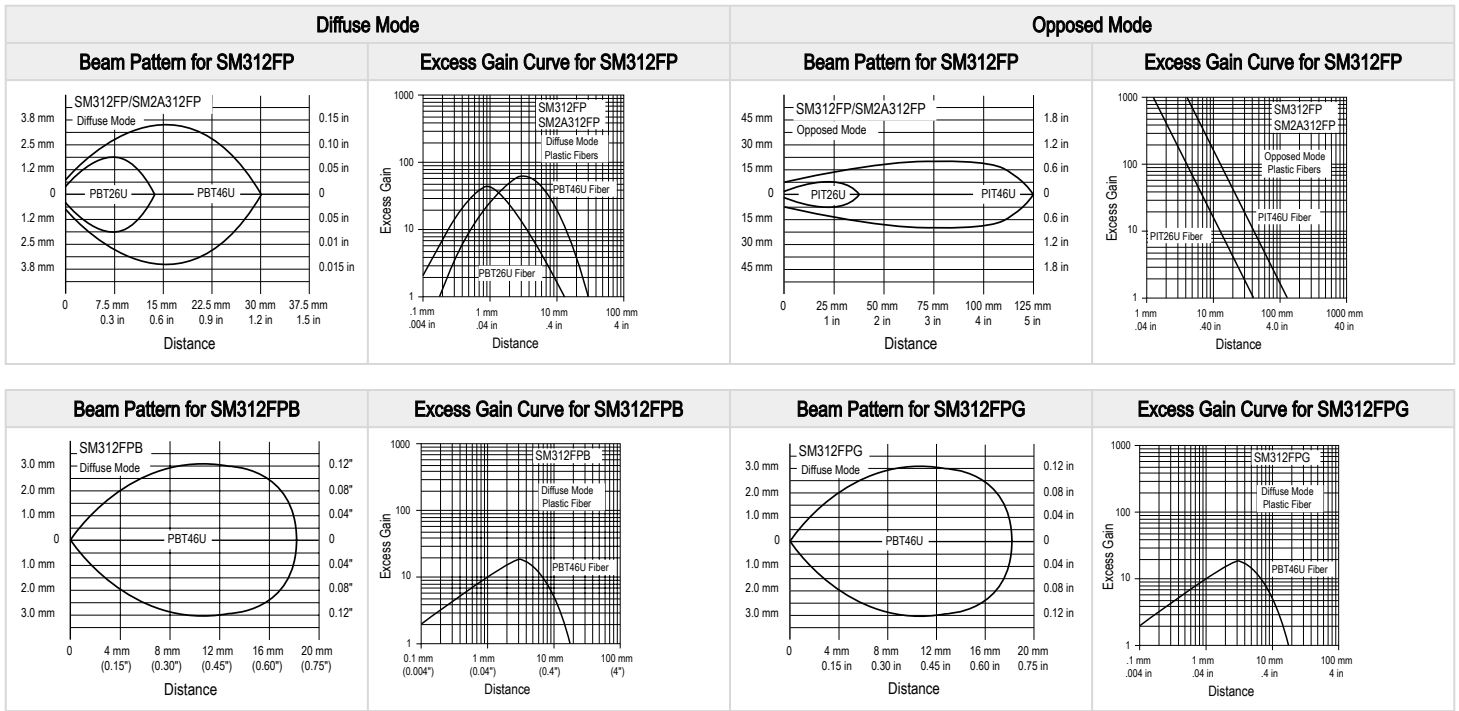 Diffuse Mode
Opposed Mode
Beam Pattern for SM312FP
Excess Gain Curve for SM312FP
Beam Pattern for SM312FP
Excess Gain Curve for SM312FP
SM312FP/SM2A312FP
Diffuse Mode
3.8 mm
2.5 mm
1.2 mm
0
1.2 mm
2.5 mm
3.8 mm
0.15 in
0.10 in
0.05 in
0
0.05 in
0.01 in
0.015 in
PBT26U
PBT46U
0 7.5 mm 15 mm 22.5 mm 30 mm 37.5 mm
0.3 in 0.6 in 0.9 in 1.2 in 1.5 in
Distance
1000
100
10
1
Excess Gain
SM312FP
SM2A312FP
Diffuse Mode
Plastic Fibers
PBT46U Fiber
PBT26U Fiber
.1 mm 1 mm 10 mm 100 mm
.004 in .04 in .4 in 4 in
Distance
SM312FP/SM2A312FP
Opposed Mode
45 mm
30 mm
15 mm
0
15 mm
30 mm
45 mm
1.8 in
1.2 in
0.6 in
0
0.6 in
1.2 in
1.8 in
PIT26U
PIT46U
0 25 mm 50 mm 75 mm 100 mm 125 mm
1 in 2 in 3 in 4 in 5 in
Distance
1000
100
10
1
Excess Gain
SM312FP
SM2A312FP
Opposed Mode
Plastic Fibers
PIT46U Fiber
PIT26U Fiber
1 mm 10 mm 100 mm 1000 mm
.04 in .40 in 4.0 in 40 in
Distance
Beam Pattern for SM312FPB
Excess Gain Curve for SM312FPB
Beam Pattern for SM312FPG
Excess Gain Curve for SM312FPG
SM312FPB
Diffuse Mode
3.0 mm
2.0 mm
1.0 mm
0
1.0 mm
2.0 mm
3.0 mm
0.12"
0.08"
0.04"
0
0.04"
0.08"
0.12"
PBT46U
0 4 mm 8 mm 12 mm 16 mm 20 mm
(0.15") (0.30") (0.45") (0.60") (0.75")
Distance
1000
100
10
1
Excess Gain
SM312FPB
Diffuse Mode
Plastic Fiber
PBT46U Fiber
0.1 mm 1 mm 10 mm 100 mm
(0.004") (0.04") (0.4") (4")
Distance
SM312FPG
Diffuse Mode
3.0 mm
2.0 mm
1.0 mm
0
1.0 mm
2.0 mm
3.0 mm
0.12 in
0.08 in
0.04 in
0
0.04 in
0.08 in
0.12 in
PBT46U
0 4 mm 8 mm 12 mm 16 mm 20 mm
0.15 in 0.30 in 0.45 in 0.60 in 0.75 in
Distance
1000
100
10
1
Excess Gain
SM312FPG
Diffuse Mode
Plastic Fiber
PBT46U Fiber
.1 mm 1 mm 10 mm 100 mm
.004 in .04 in .4 in 4 in
Distance